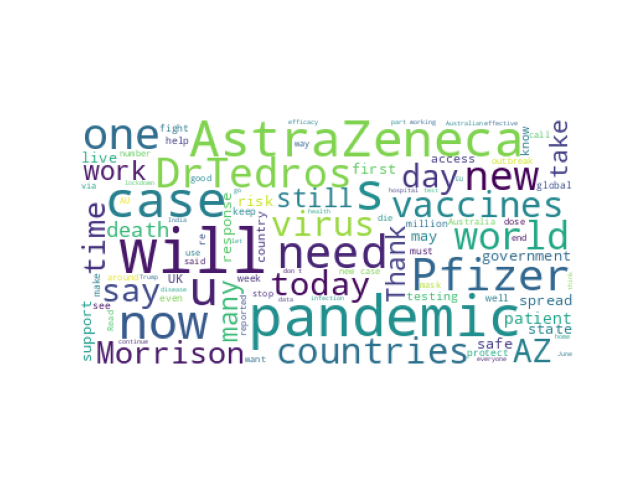 one
fight
help
AstraZeneca
efficacy
way
part
working
Australian
effective
know
call
take
live
number
work
via
lockdown
good
DrTedros
first
access
day
new
outbreak
global
case
AU
India
risk
keep
still
s
die
hospital
test
vaccines
death
response
virus
health
million
Australia
dose
time
use
re
said
country
will
need
Thank
may
must
end
world
government
make
around
Trump
UK
week
don t
new case
mask
testing
well
spread
see
even
disease
say
u
many
stop
today
data
infection
Pfizer
patient
state
support
Read
now
reported
pandemic
safe
AZ
June
home
continue
Morrison
want
countries
protect
everyone